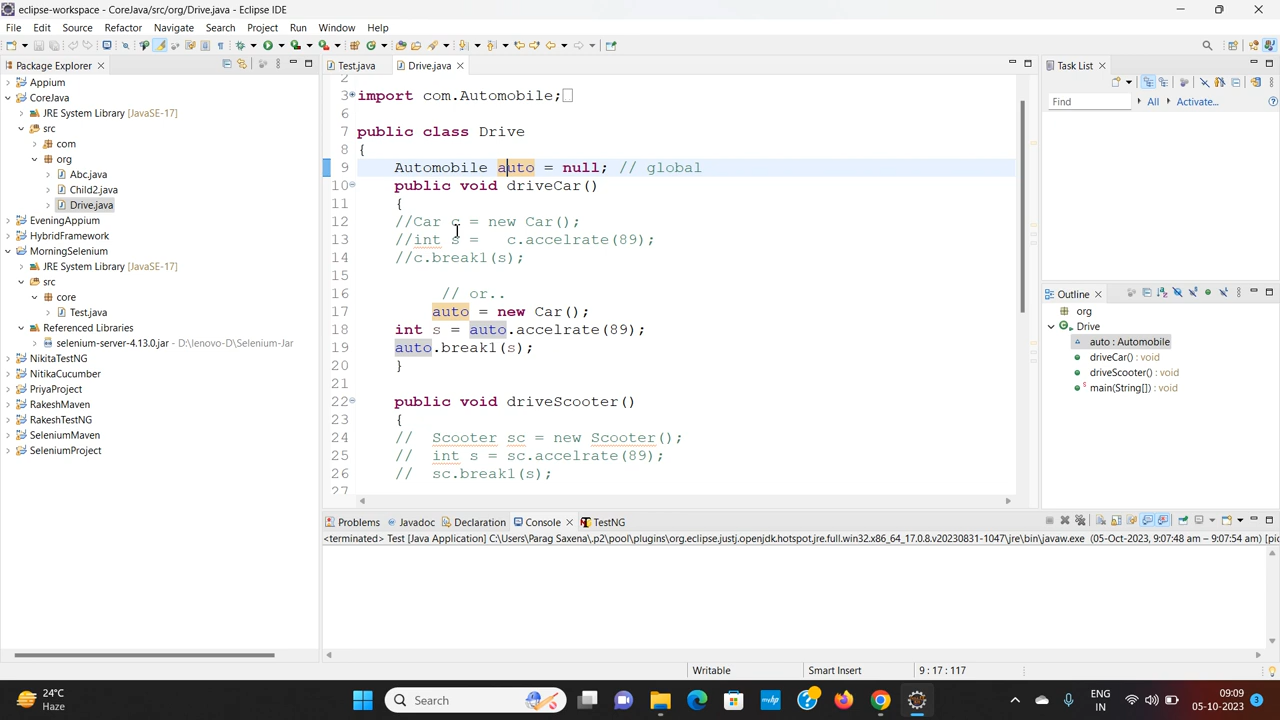 eclipse-workspace - CoreJava/src/org/Drive.java - Eclipse IDE
File Edit Source Refactor Navigate Search Project Run Window Help
Package Explorer
Test.java
Drive.java
Task List
Find
All
Activate...
Appium
CoreJava
JRE System Library [JavaSE-17]
src
com
org
Abc.java
Child2.java
Drive.java
EveningAppium
HybridFramework
MorningSelenium
JRE System Library [JavaSE-17]
src
core
Test.java
Referenced Libraries
selenium-server-4.13.0.jar - D:\lenovo-D\Selenium-Jar
NikitaTestNG
NitikaCucumber
PriyaProject
RakeshMaven
RakeshTestNG
SeleniumMaven
SeleniumProject
2
3 import com.Automobile;
6
7 public class Drive
8 {
9 Automobile auto = null; // global
10 public void driveCar()
11 {
12 //Car c = new Car();
13 //int s = c.accelrate(89);
14 //c.break1(s);
15
16 // or..
17 auto = new Car();
18 int s = auto.accelrate(89);
19 auto.break1(s);
20 }
21
22 public void driveScooter()
23 {
24 // Scooter sc = new Scooter();
25 // int s = sc.accelrate(89);
26 // sc.break1(s);
27
Outline
org
Drive
auto : Automobile
driveCar() : void
driveScooter() : void
main(String[]) : void
Problems
Javadoc
Declaration
Console
TestNG
<terminated> Test [Java Application] C:\Users\Parag Saxena\.p2\pool\plugins\org.eclipse.justj.openjdk.hotspot.jre.full.win32.x86_64_17.0.8.v20230831-1047\jre\bin\javaw.exe (05-Oct-2023, 9:07:48 am – 9:07:54 am) [pic
Writable
Smart Insert
9 : 17 : 117
24°C
Haze
Search
ENG
IN
09:09
05-10-2023
3